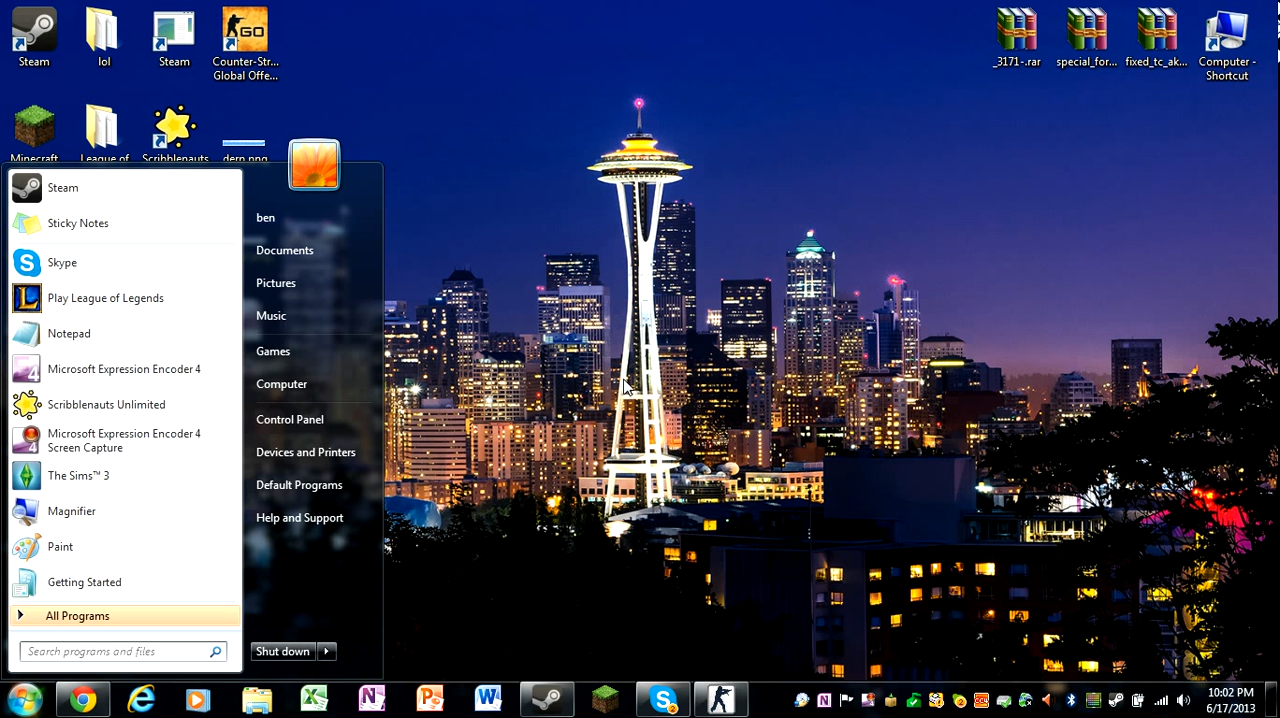 Steam
lol
Steam
Counter-Str...
Global Offe...
GO
_3171-.rar
special_for...
fixed_tc_ak...
Computer -
Shortcut
Minecraft
League of
Scribblenauts
dern.png
Steam
Sticky Notes
Skype
Play League of Legends
Notepad
Microsoft Expression Encoder 4
Scribblenauts Unlimited
Microsoft Expression Encoder 4
Screen Capture
The Sims™ 3
Magnifier
Paint
Getting Started
All Programs
Search programs and files
ben
Documents
Pictures
Music
Games
Computer
Control Panel
Devices and Printers
Default Programs
Help and Support
Shut down
10:02 PM
6/17/2013